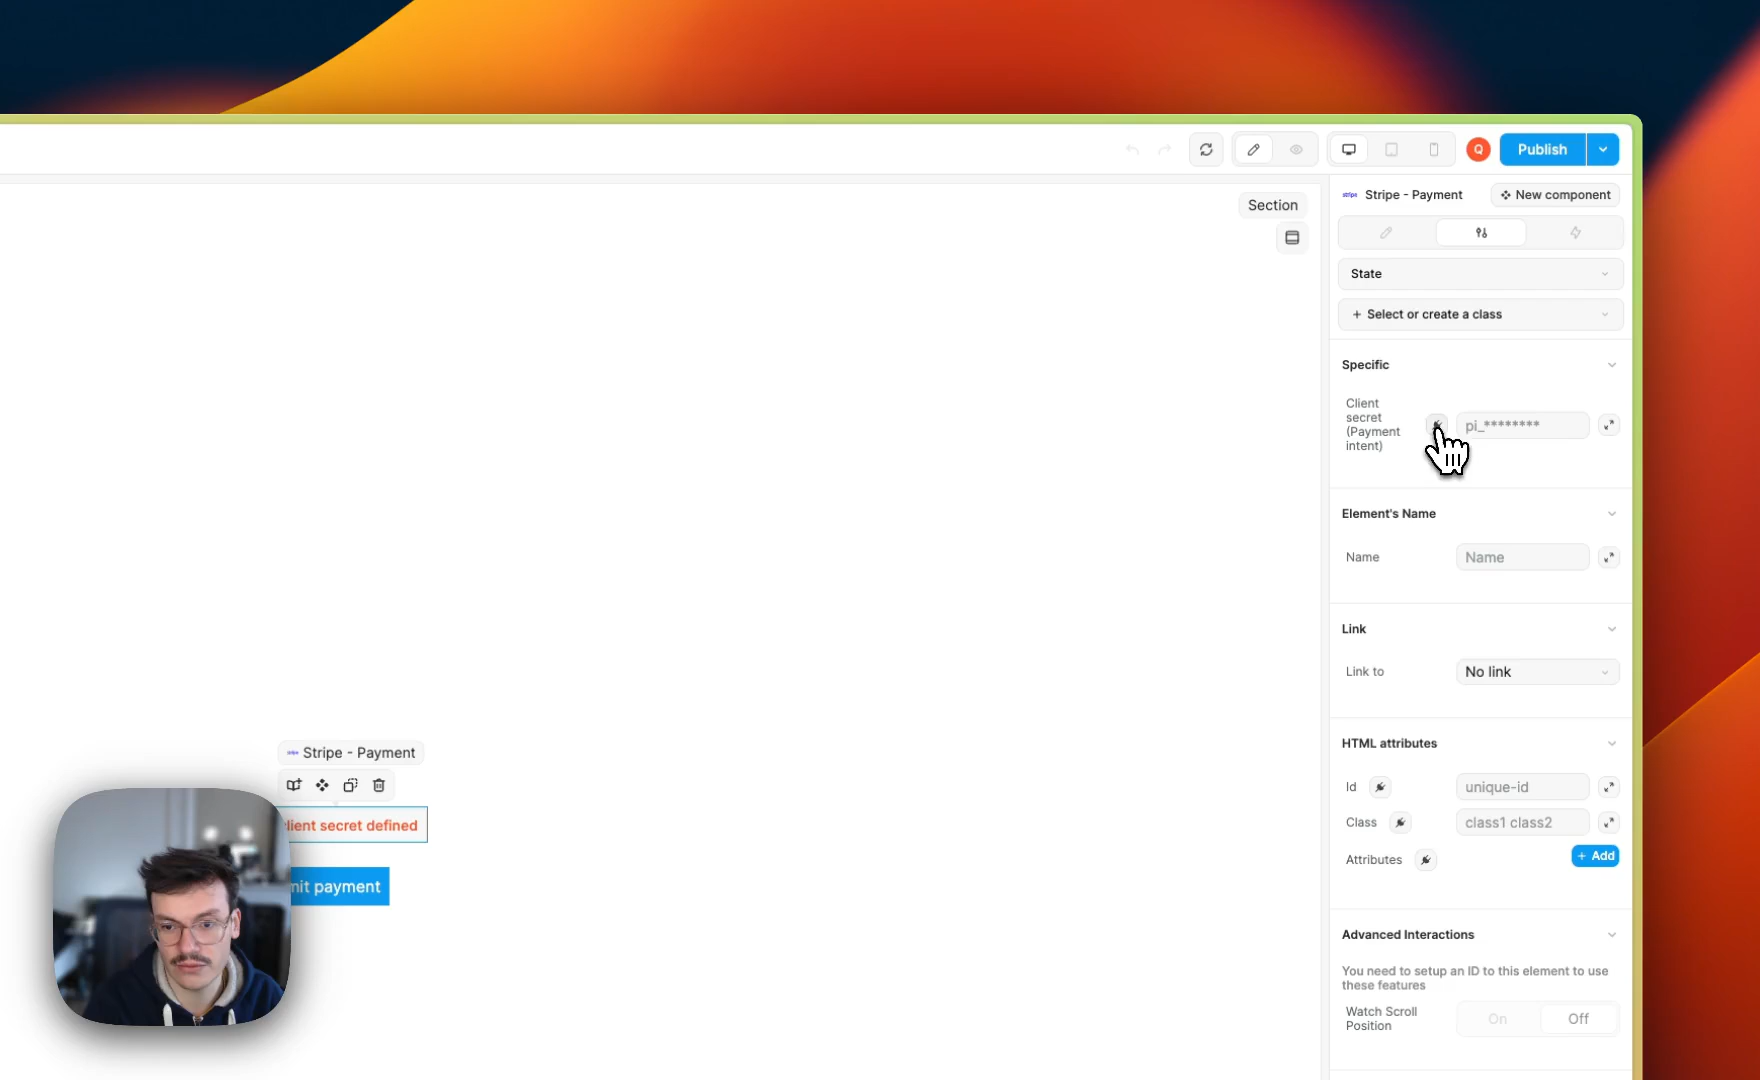 Q
Publish
Section
stripe
Stripe - Payment
New component
State
+ Select or create a class
Specific
Client
secret
(Payment
intent)
pi_********
Element's Name
Name
Name
Link
Link to
No link
HTML attributes
Id
unique-id
Class
class1 class2
Attributes
+ Add
Advanced Interactions
You need to setup an ID to this element to use
these features
Watch Scroll
Position
On
Off
stripe
Stripe - Payment
lient secret defined
mit payment